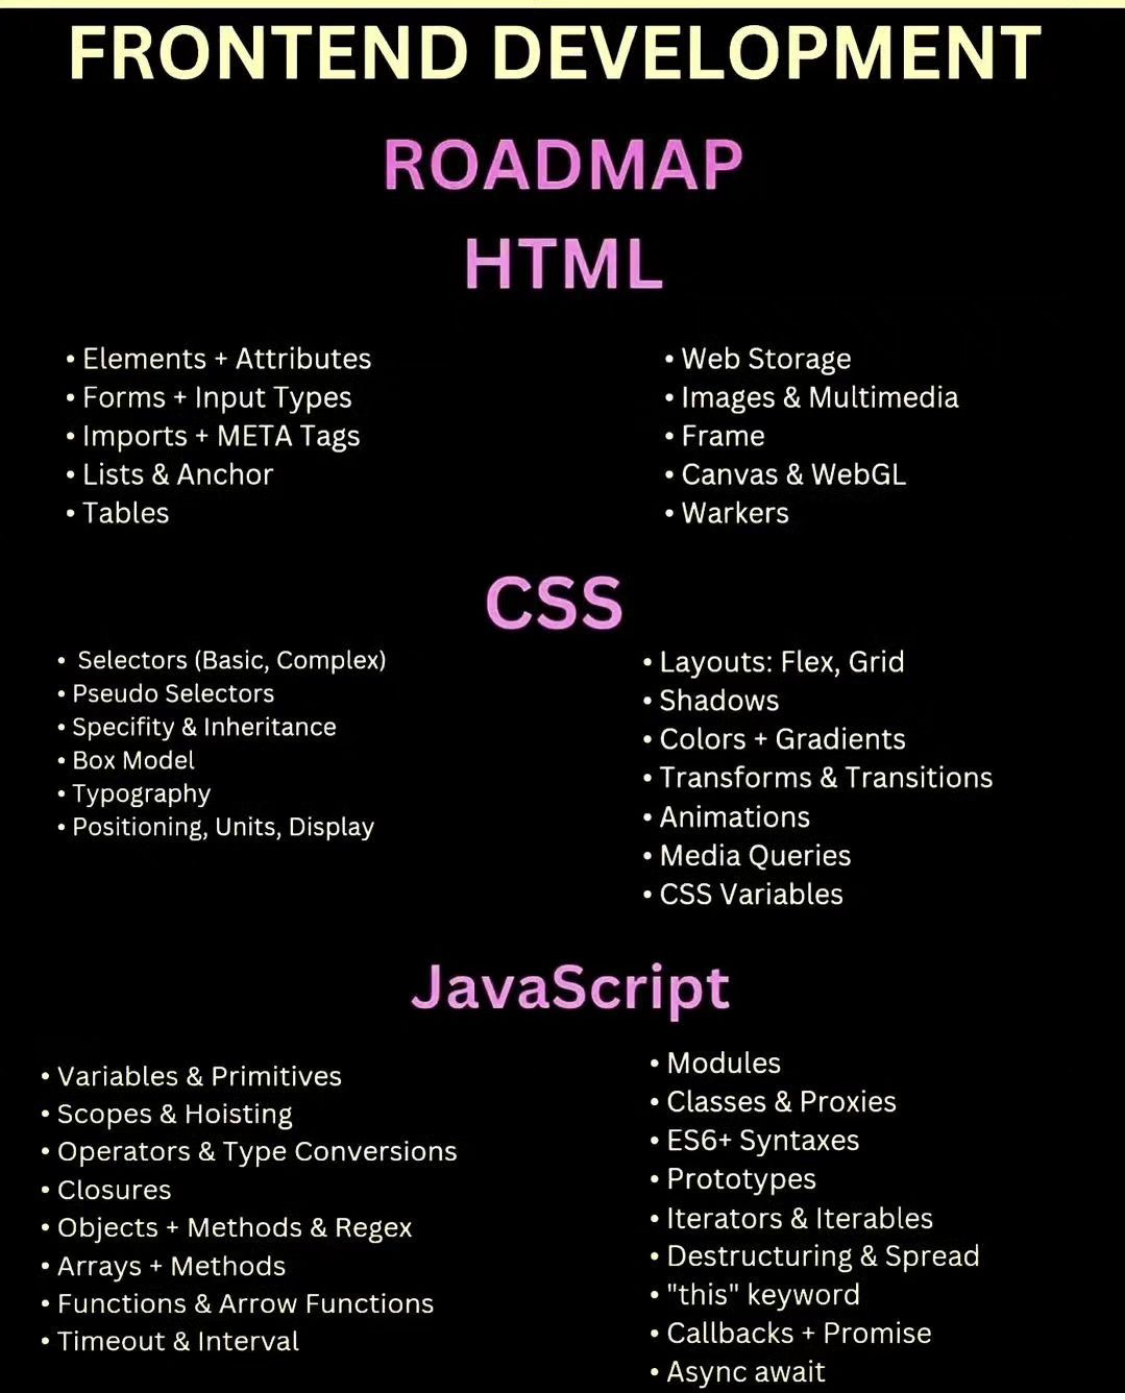 FRONTEND DEVELOPMENT
ROADMAP
HTML
• Elements + Attributes
• Forms + Input Types
• Imports + META Tags
• Lists & Anchor
• Tables
• Web Storage
• Images & Multimedia
• Frame
• Canvas & WebGL
• Warkers
CSS
• Selectors (Basic, Complex)
• Pseudo Selectors
• Specifity & Inheritance
• Box Model
• Typography
• Positioning, Units, Display
• Layouts: Flex, Grid
• Shadows
• Colors + Gradients
• Transforms & Transitions
• Animations
• Media Queries
• CSS Variables
JavaScript
• Variables & Primitives
• Scopes & Hoisting
• Operators & Type Conversions
• Closures
• Objects + Methods & Regex
• Arrays + Methods
• Functions & Arrow Functions
• Timeout & Interval
• Modules
• Classes & Proxies
• ES6+ Syntaxes
• Prototypes
• Iterators & Iterables
• Destructuring & Spread
• "this" keyword
• Callbacks + Promise
• Async await